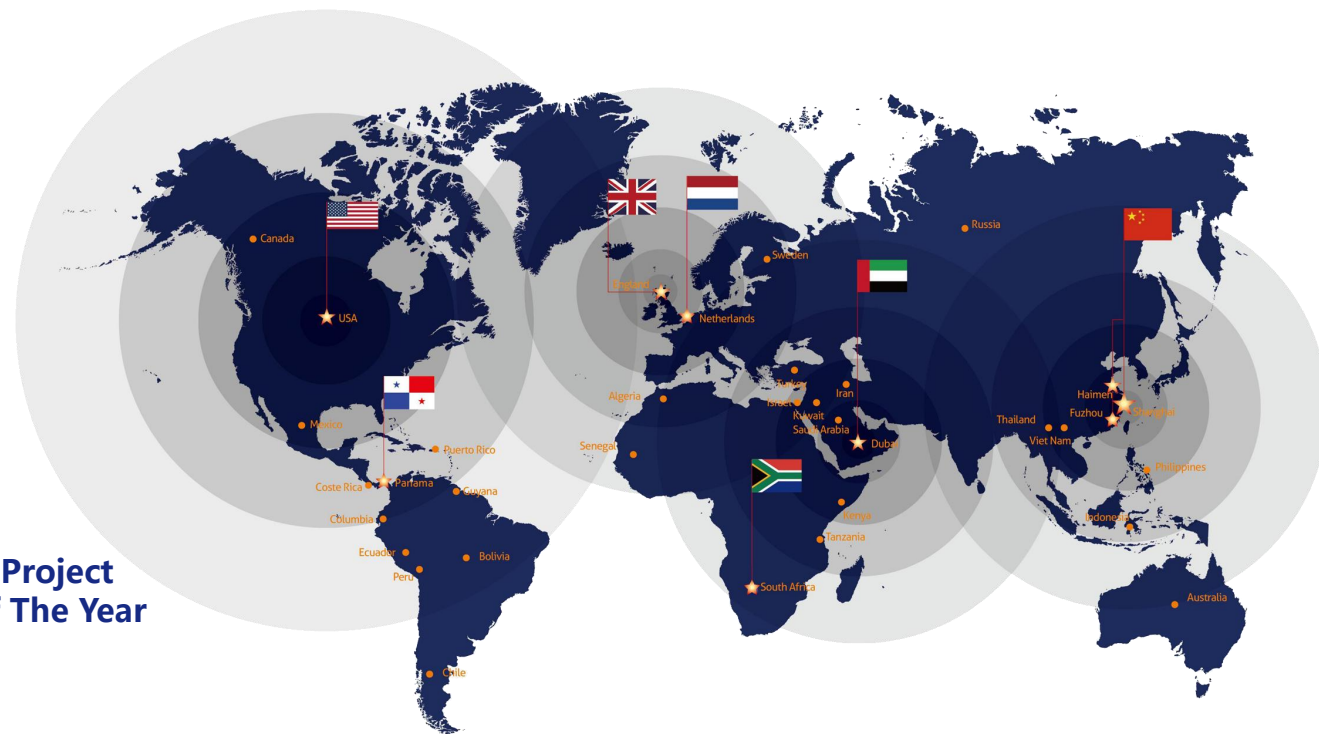 Canada
Russia
Sweden
England
USA
Netherlands
Turkey
Iran
Haimen
Algeria
Israel
Kuwait
Shanghai
Fuzhou
Mexico
Saudi Arabia
Thailand
Viet Nam
Dubai
Puerto Rico
Senegal
Philippines
Costa Rica
Panama
Guyana
Columbia
Kenya
Indonesia
Tanzania
Ecuador
Bolivia
Peru
Project
The Year
South Africa
Australia
Chile